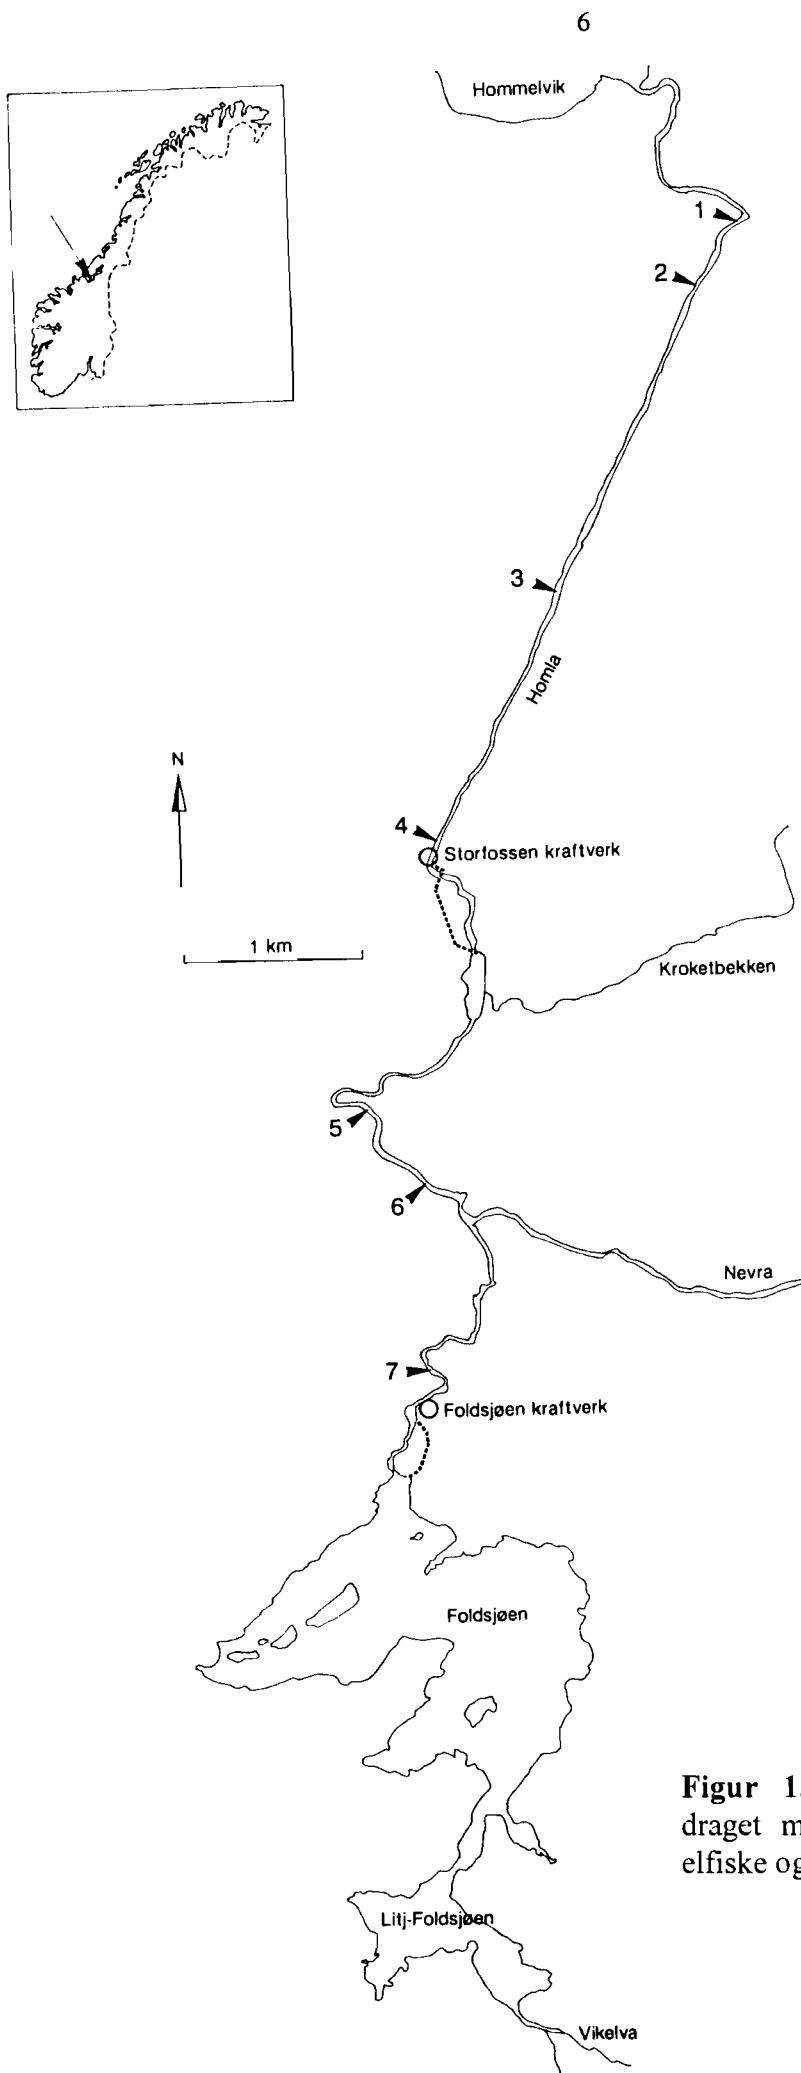 6
Hommelvik
1
2
3
Homla
N
4
Storfossen kraftverk
1 km
Kroketbekken
5
6
Nevra
7
Foldsjøen kraftverk
Foldsjøen
Figur 1.
draget m
elfiske og
Litj-Foldsjøen
Vikelva